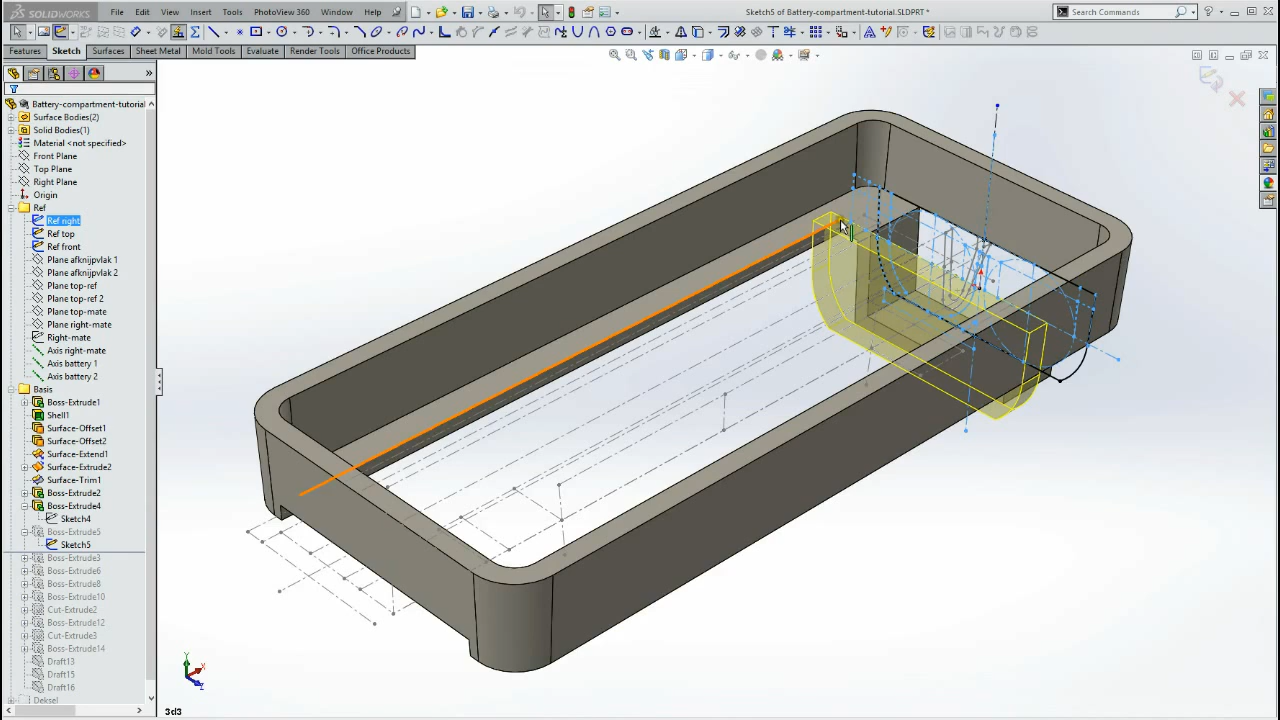 SOLIDWORKS File Edit View Insert Tools PhotoView 360 Window Help
Sketch5 of Battery-compartment-tutorial.SLDPRT *
Search Commands
Features Sketch Surfaces Sheet Metal Mold Tools Evaluate Render Tools Office Products
Battery-compartment-tutorial
Surface Bodies(2)
Solid Bodies(1)
Material <not specified>
Front Plane
Top Plane
Right Plane
Origin
Ref
Ref right
Ref top
Ref front
Plane afknijpvlak 1
Plane afknijpvlak 2
Plane top-ref
Plane top-ref 2
Plane top-mate
Plane right-mate
Right-mate
Axis right-mate
Axis battery 1
Axis battery 2
Basis
Boss-Extrude1
Shell1
Surface-Offset1
Surface-Offset2
Surface-Extend1
Surface-Extrude2
Surface-Trim1
Boss-Extrude2
Boss-Extrude4
Sketch4
Boss-Extrude5
Sketch5
Boss-Extrude3
Boss-Extrude6
Boss-Extrude8
Boss-Extrude10
Cut-Extrude2
Boss-Extrude12
Cut-Extrude3
Boss-Extrude14
Draft13
Draft15
Draft16
Deksel
Y
X
Z
3d3